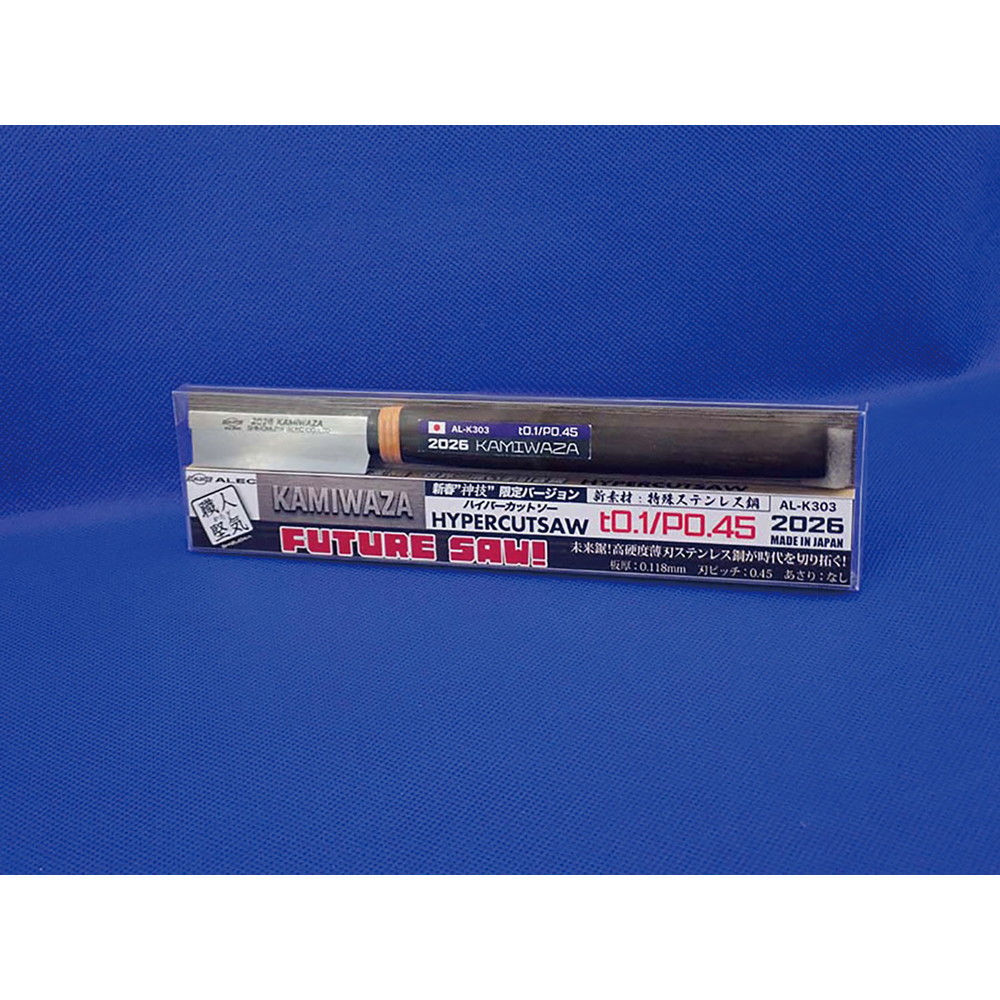 2026 KAMIWAZA
SHIMOMURA ALEC CO.,LTD.
AL-K303 t0.1/P0.45
2026 KAMIWAZA
HYPERCUTSAW
ALEC
職人
堅気
KAMIWAZA
新春"神技"限定バージョン
新素材:特殊ステンレス鋼
AL-K303
ハイパーカットソー
HYPERCUTSAW t0.1/P0.45
2026
MADE IN JAPAN
FUTURE SAW!
未来鋸!高硬度薄刃ステンレス鋼が時代を切り拓く!
板厚:0.118mm 刃ピッチ:0.45 あさり:なし